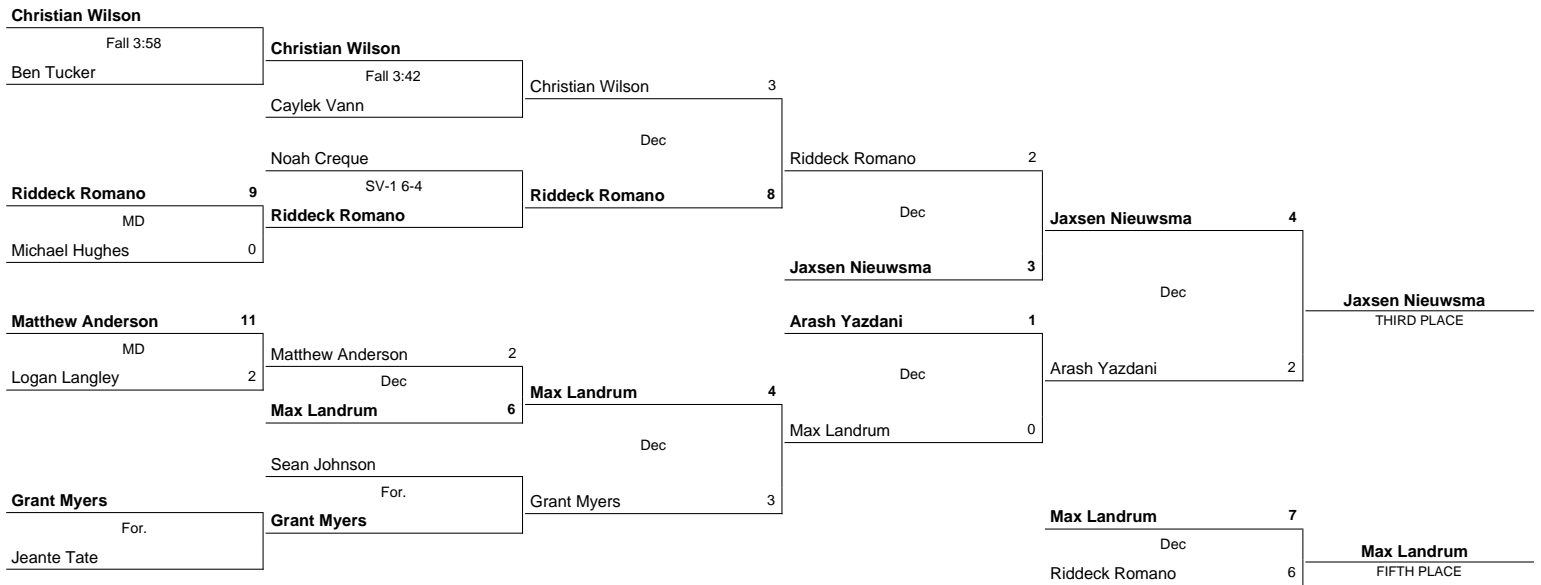 Christian Wilson
Fall 3:58
Ben Tucker
Riddeck Romano 9
MD
Michael Hughes 0
Matthew Anderson 11
MD
Logan Langley 2
Grant Myers
For.
Jeante Tate
Christian Wilson
Fall 3:42
Caylek Vann
Noah Creque
SV-1 6-4
Riddeck Romano
Matthew Anderson 2
Dec
Max Landrum 6
Sean Johnson
For.
Grant Myers
Christian Wilson 3
Dec
Riddeck Romano 8
Max Landrum 4
Dec
Grant Myers 3
Riddeck Romano 2
Dec
Jaxsen Nieuwsma 3
Arash Yazdani 1
Dec
Max Landrum 0
Jaxsen Nieuwsma 4
Dec
Arash Yazdani 2
Jaxsen Nieuwsma
THIRD PLACE
Max Landrum 7
Dec
Riddeck Romano 6
Max Landrum
FIFTH PLACE